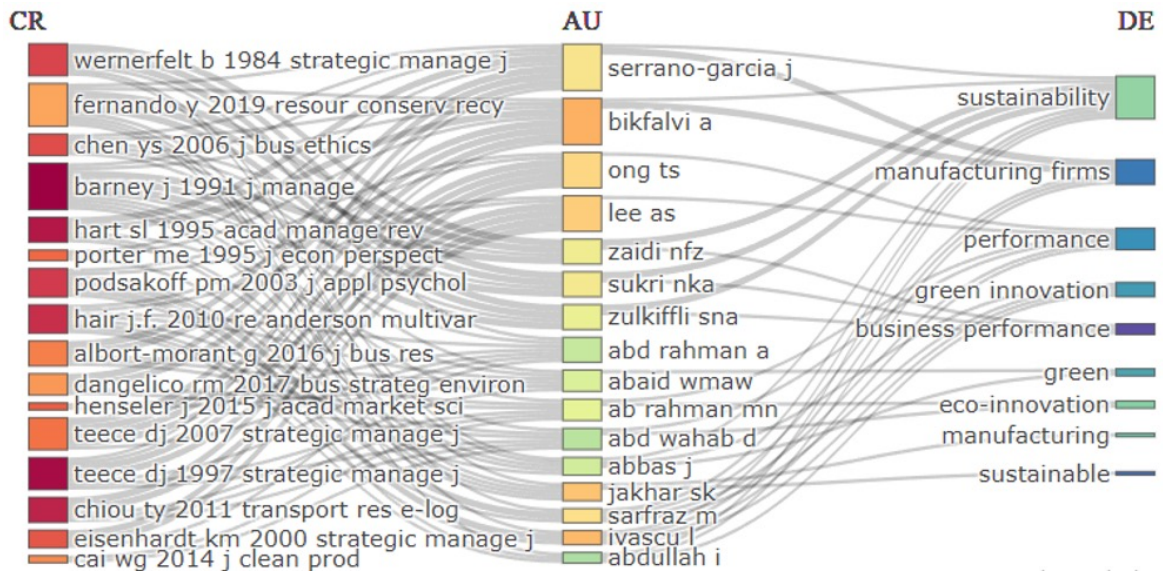 CR
AU
DE
wernerfelt b 1984 strategic manage j
fernando y 2019 resour conserv recy
chen ys 2006 j bus ethics
barney j 1991 j manage
hart sl 1995 acad manage rev
porter me 1995 j econ perspect
podsakoff pm 2003 j appl psychol
hair j.f. 2010 re anderson multivar
albort-morant g 2016 j bus res
dangelico rm 2017 bus strateg environ
henseler j 2015 j acad market sci
teece dj 2007 strategic manage j
teece dj 1997 strategic manage j
chiou ty 2011 transport res e-log
eisenhardt km 2000 strategic manage j
cai wg 2014 j clean prod
serrano-garcia j
bikfalvi a
ong ts
lee as
zaidi nfz
sukri nka
zulkiffli sna
abd rahman a
abaid wmaw
ab rahman mn
abd wahab d
abbas j
jakhar sk
sarfraz m
ivascu l
abdullah i
sustainability
manufacturing firms
performance
green innovation
business performance
green
eco-innovation
manufacturing
sustainable